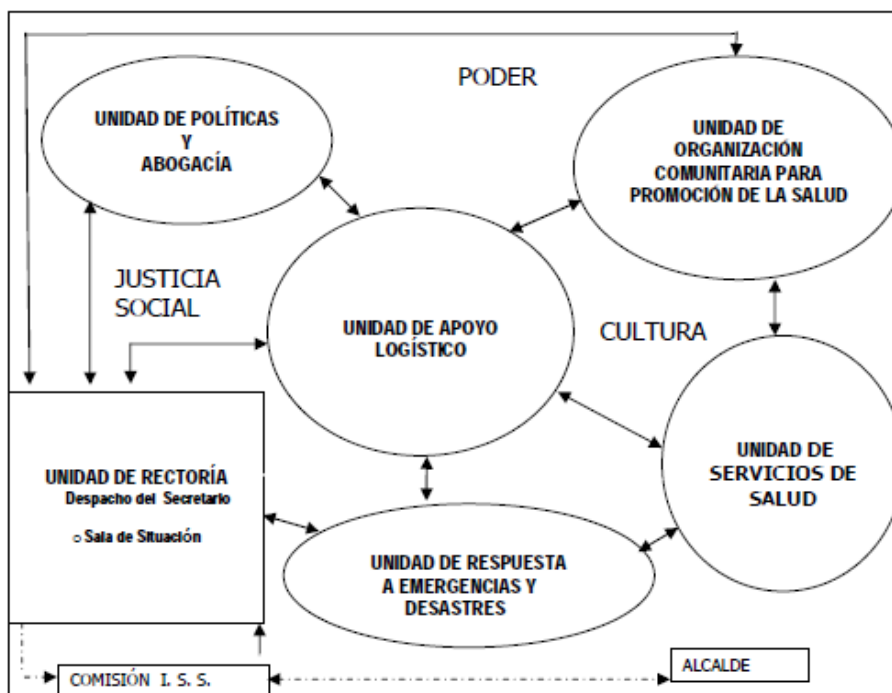 PODER
UNIDAD DE POLÍTICAS
Y
ABOGACÍA
UNIDAD DE
ORGANIZACIÓN
COMUNITARIA PARA
PROMOCIÓN DE LA SALUD
JUSTICIA
SOCIAL
UNIDAD DE APOYO
LOGÍSTICO
CULTURA
UNIDAD DE RECTORÍA
Despacho del Secretario
o Sala de Situación
UNIDAD DE
SERVICIOS DE
SALUD
UNIDAD DE RESPUESTA
A EMERGENCIAS Y
DESASTRES
COMISIÓN I. S. S.
ALCALDE